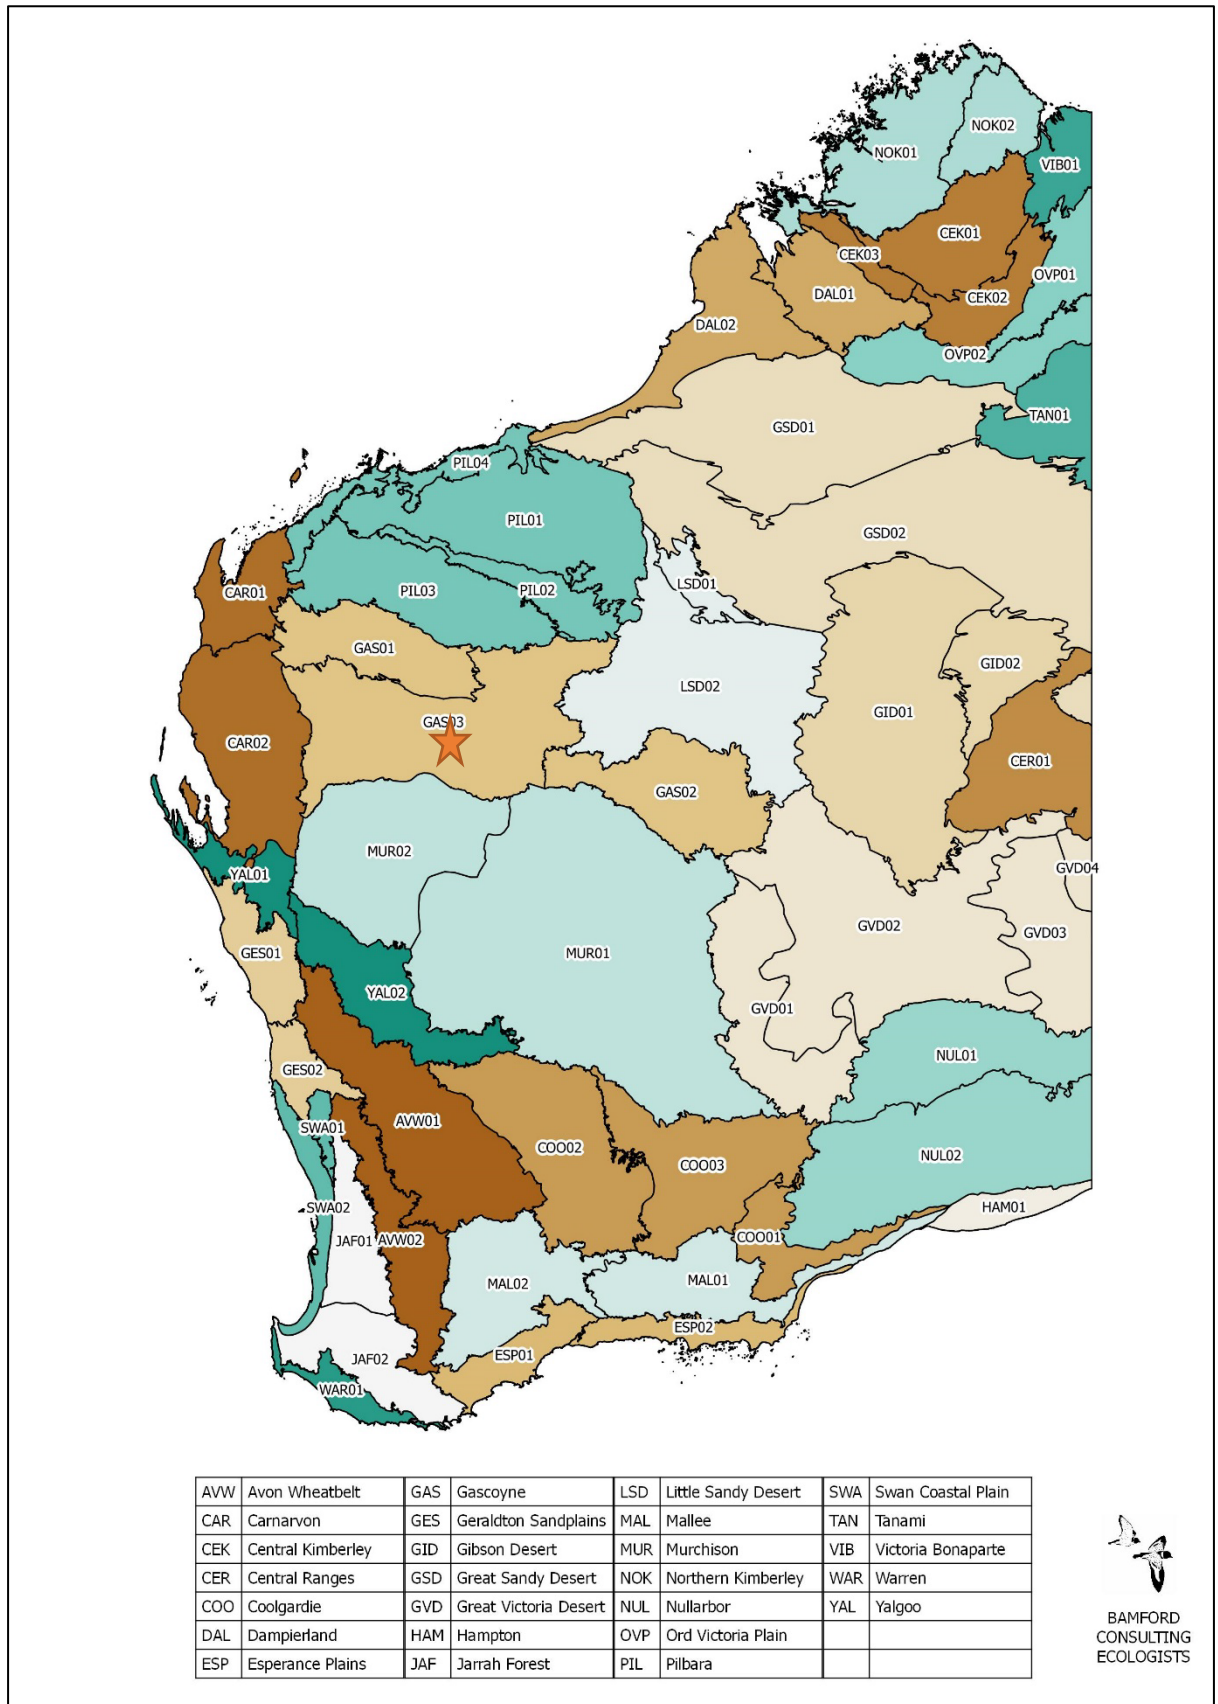 NOK02
NOK01
VIB01
CEK01
CEK03
OVP01
DAL01
CEK02
DAL02
OVP02
TAN01
GSD01
PIL04
PIL01
GSD02
LSD01
CAR01
PIL03
PIL02
GAS01
GID02
LSD02
GID01
GAS03
CAR02
CER01
GAS02
MUR02
YAL01
GVD04
GVD02
GVD03
GES01
MUR01
YAL02
GVD01
NUL01
GES02
AVW01
SWA01
COO02
COO03
NUL02
SWA02
HAM01
JAF01
AVW02
COO01
MAL02
MAL01
ESP02
ESP01
JAF02
WAR01
AVW Avon Wheatbelt GAS Gascoyne LSD Little Sandy Desert SWA Swan Coastal Plain
CAR Carnarvon GES Geraldton Sandplains MAL Mallee TAN Tanami
CEK Central Kimberley GID Gibson Desert MUR Murchison VIB Victoria Bonaparte
CER Central Ranges GSD Great Sandy Desert NOK Northern Kimberley WAR Warren
COO Coolgardie GVD Great Victoria Desert NUL Nullarbor YAL Yalgoo
DAL Dampierland HAM Hampton OVP Ord Victoria Plain
ESP Esperance Plains JAF Jarrah Forest PIL Pilbara
BAMFORD
CONSULTING
ECOLOGISTS